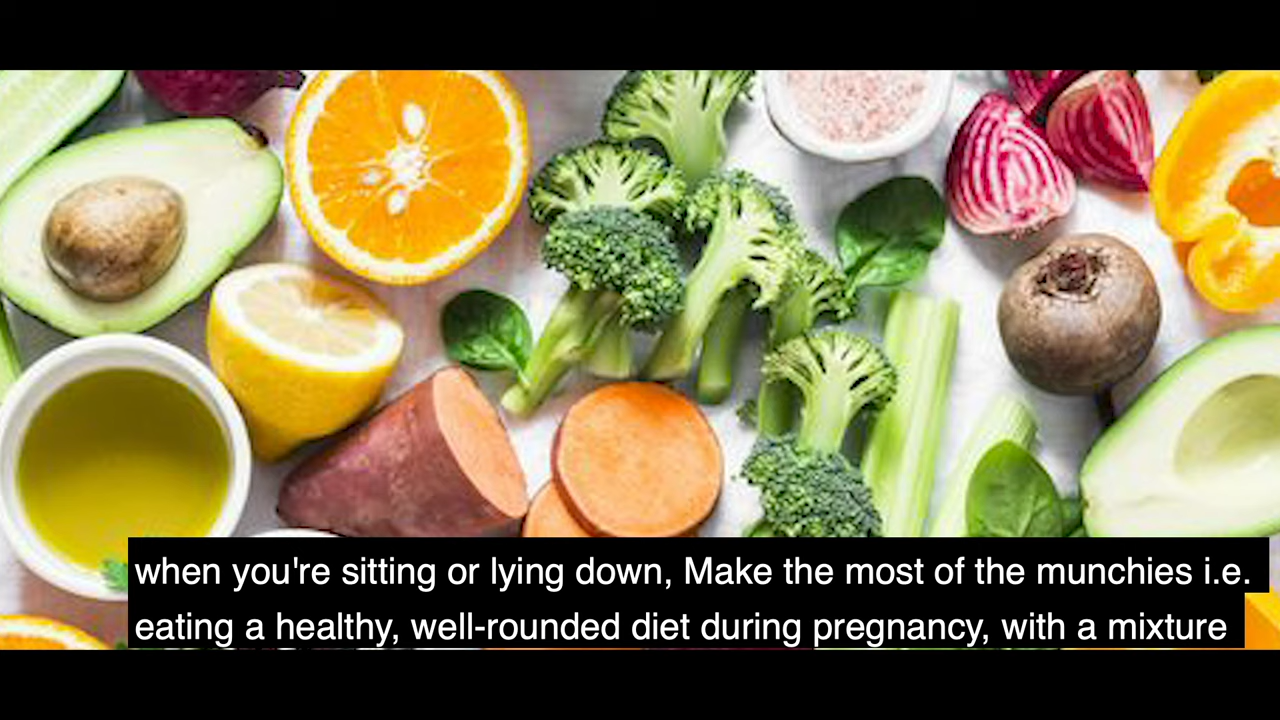 when you're sitting or lying down, Make the most of the munchies i.e.
eating a healthy, well-rounded diet during pregnancy, with a mixture